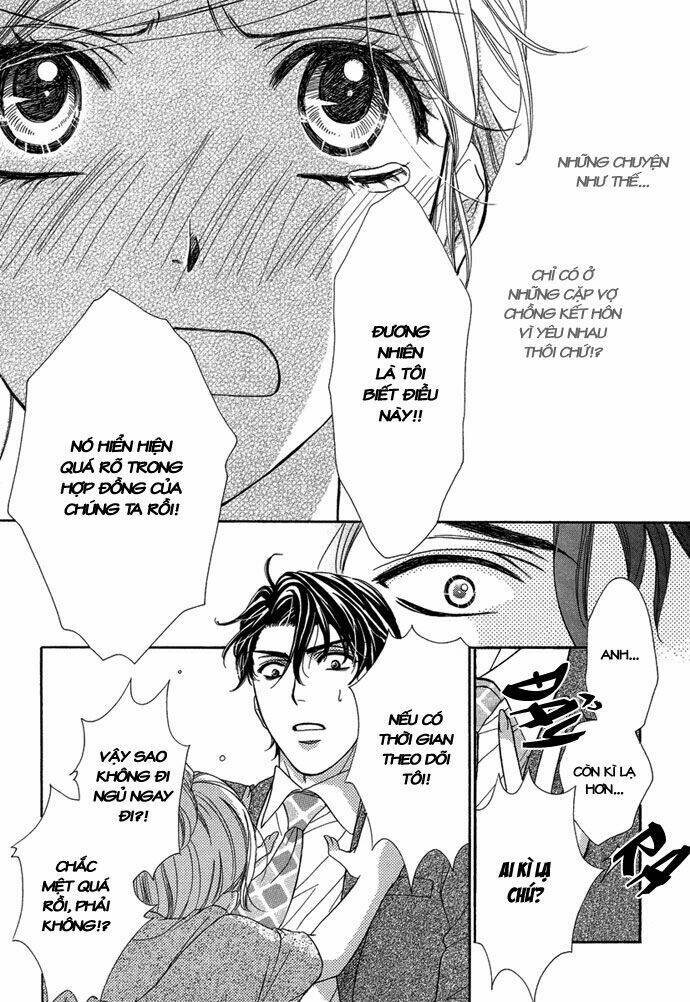 NHỮNG CHUYỆN
NHƯ THẾ...
CHỈ CÓ Ở
NHỮNG CẶP VỢ
CHỒNG KẾT HÔN
VÌ YÊU NHAU
THÔI CHỨ!?
ĐƯƠNG
NHIÊN
LÀ TÔI
BIẾT ĐIỀU
NÀY!!
NÓ HIỂN HIỆN
QUÁ RÕ TRONG
HỢP ĐỒNG CỦA
CHÚNG TA RỒI!
ANH...
CÒN KÌ LẠ
HƠN...
ĐẨY
RA
AI KÌ LẠ
CHỨ?
NẾU CÓ
THỜI GIAN
THEO DÕI
TÔI!
VẬY SAO
KHÔNG ĐI
NGỦ NGAY
ĐI?!
CHẮC
MỆT QUÁ
RỒI, PHẢI
KHÔNG!?